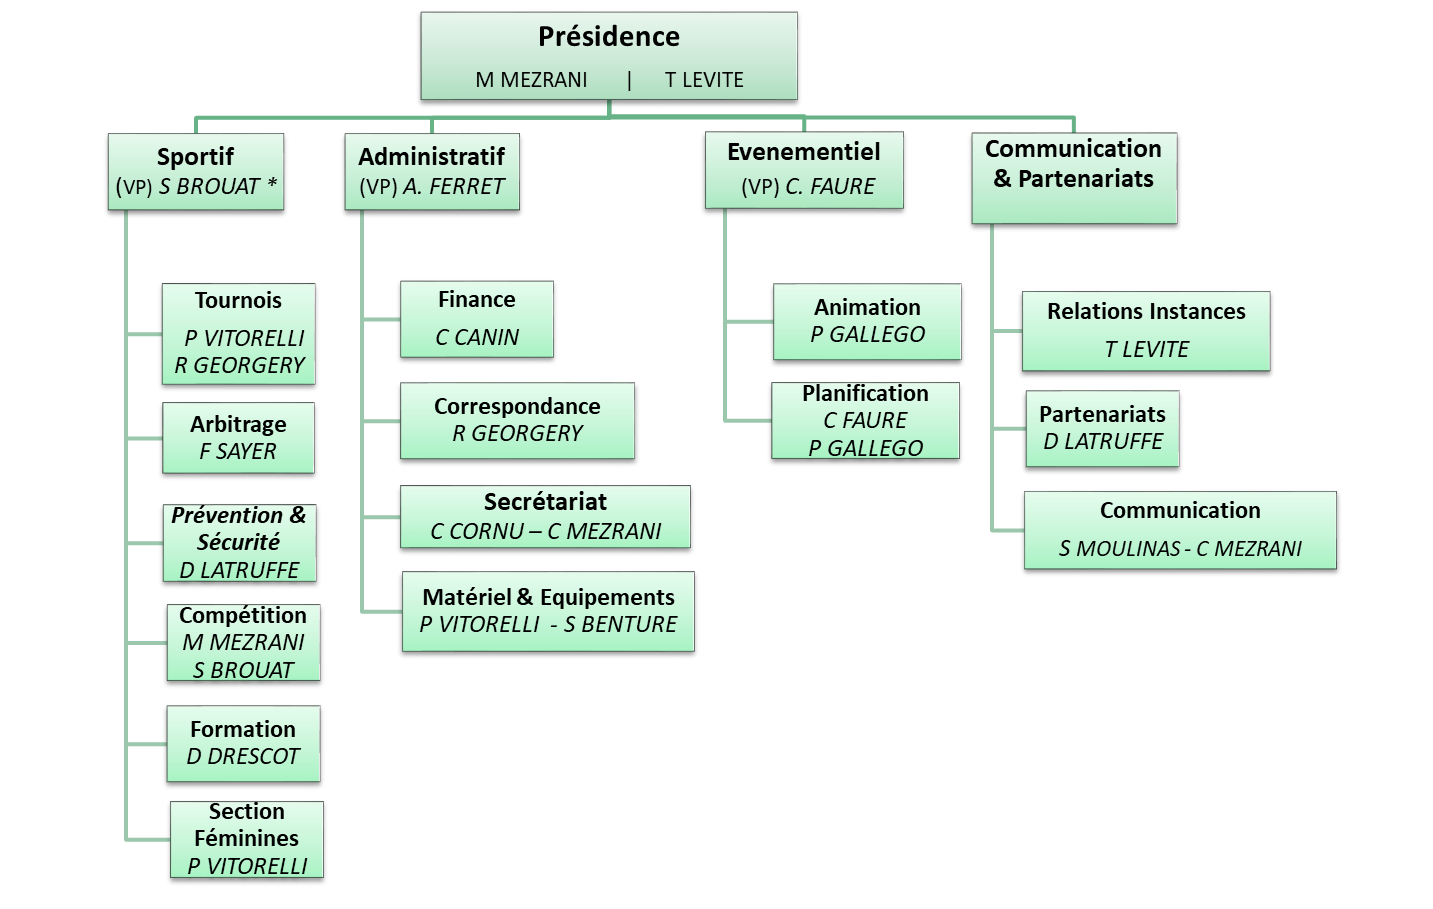 Présidence
M MEZRANI | T LEVITE
Sportif
(VP) S BROUAT *
Administratif
(VP) A. FERRET
Evenementiel
(VP) C. FAURE
Communication
& Partenariats
Tournois
P VITORELLI
R GEORGERY
Arbitrage
F SAYER
Prévention &
Sécurité
D LATRUFFE
Compétition
M MEZRANI
S BROUAT
Formation
D DRESCOT
Section
Féminines
P VITORELLI
Finance
C CANIN
Correspondance
R GEORGERY
Secrétariat
C CORNU – C MEZRANI
Matériel & Equipements
P VITORELLI - S BENTURE
Animation
P GALLEGO
Planification
C FAURE
P GALLEGO
Relations Instances
T LEVITE
Partenariats
D LATRUFFE
Communication
S MOULINAS - C MEZRANI